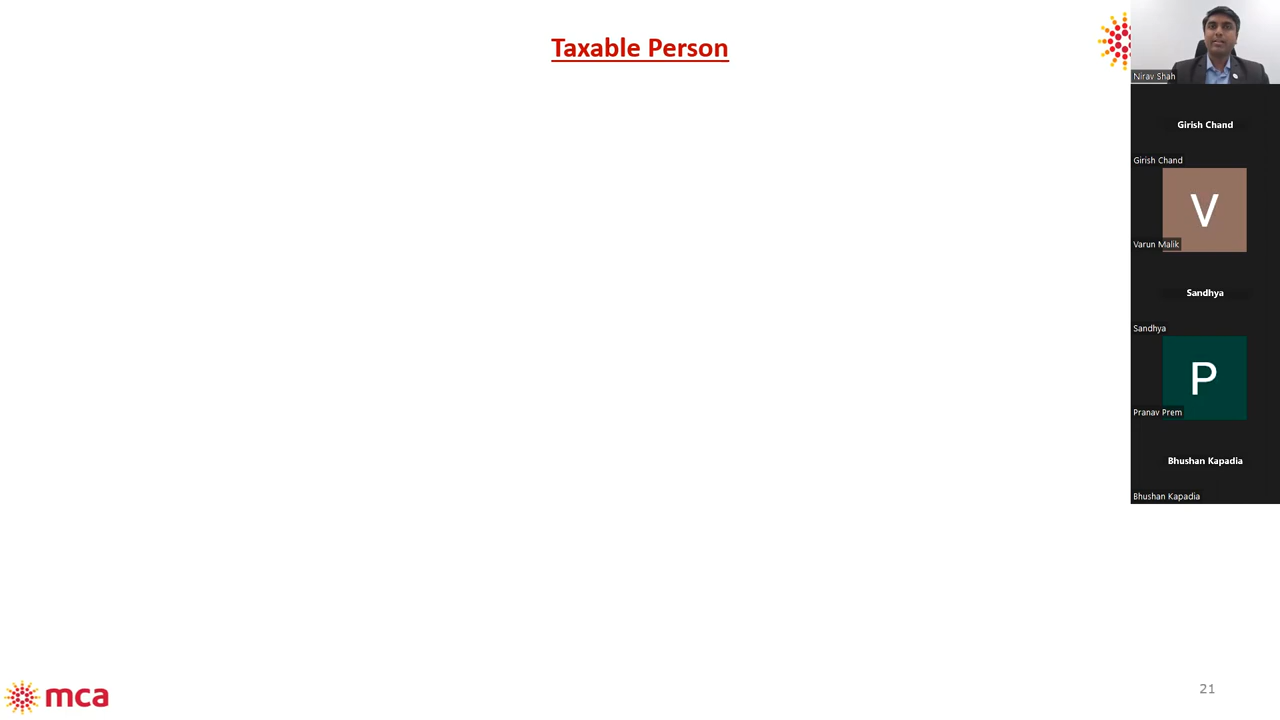 Taxable Person
Nirav Shah
Girish Chand
Girish Chand
V
Varun Malik
Sandhya
Sandhya
P
Pranav Prem
Bhushan Kapadia
Bhushan Kapadia
mca
21